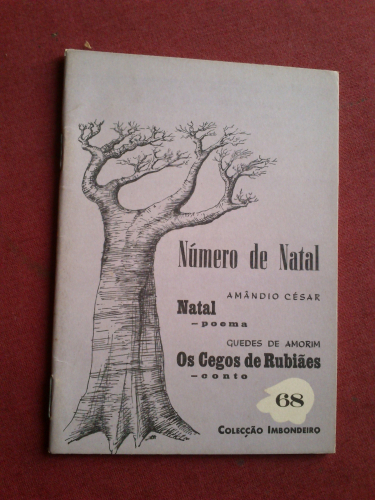 Número de Natal
AMÂNDIO CÉSAR
Natal
—poema
GUEDES DE AMORIM
Os Cegos de Rubiães
—conto
68
COLECÇÃO IMBONDEIRO